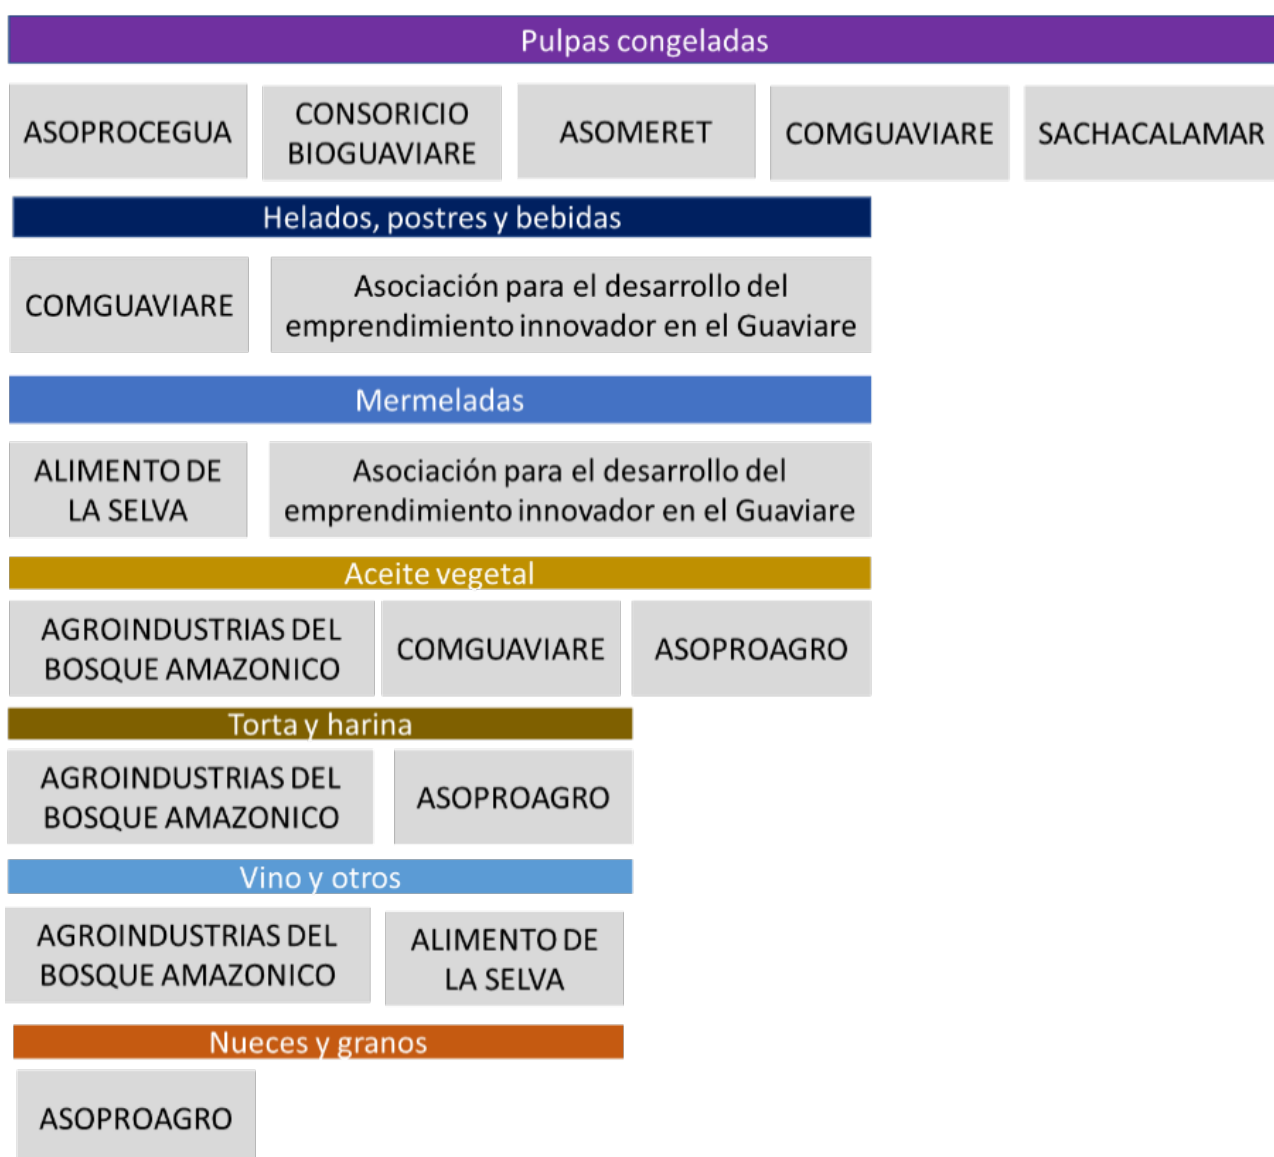 Pulpas congeladas
ASOPROCEGUA
CONSORICIO
BIOGUAVIARE
ASOMERET
COMGUAVIARE
SACHACALAMAR
Helados, postres y bebidas
COMGUAVIARE
Asociación para el desarrollo del
emprendimiento innovador en el Guaviare
Mermeladas
ALIMENTO DE
LA SELVA
Asociación para el desarrollo del
emprendimiento innovador en el Guaviare
Aceite vegetal
AGROINDUSTRIAS DEL
BOSQUE AMAZONICO
COMGUAVIARE
ASOPROAGRO
Torta y harina
AGROINDUSTRIAS DEL
BOSQUE AMAZONICO
ASOPROAGRO
Vino y otros
AGROINDUSTRIAS DEL
BOSQUE AMAZONICO
ALIMENTO DE
LA SELVA
Nueces y granos
ASOPROAGRO